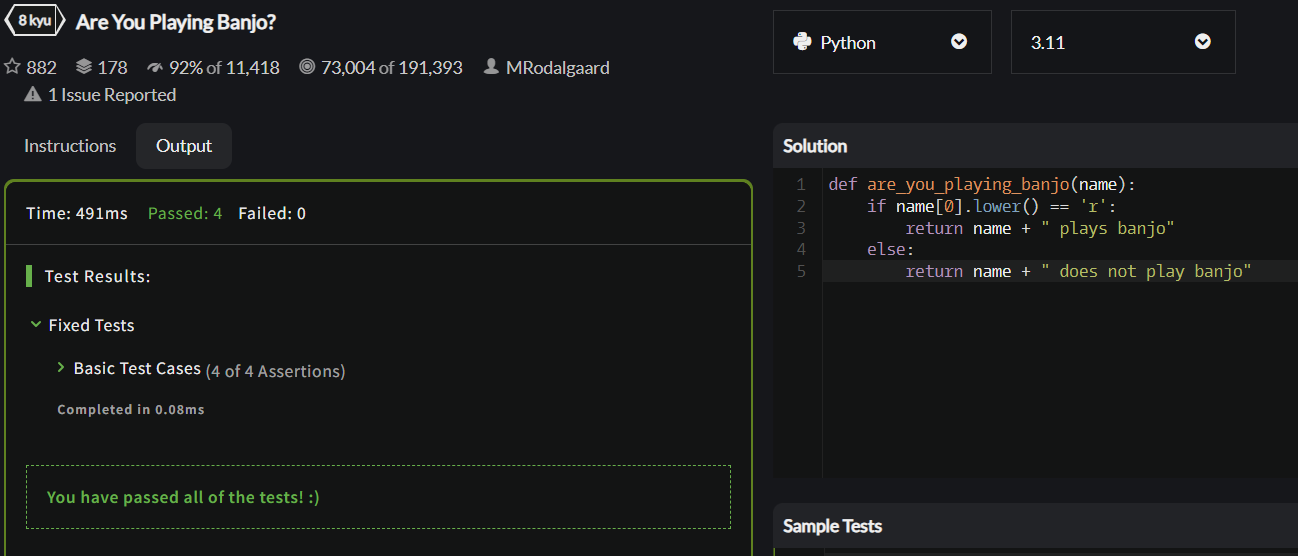 8 kyu Are You Playing Banjo?
882 178 92% of 11,418 73,004 of 191,393 MRodalgaard
1 Issue Reported
Instructions Output
Time: 491ms Passed: 4 Failed: 0
Test Results:
Fixed Tests
Basic Test Cases (4 of 4 Assertions)
Completed in 0.08ms
You have passed all of the tests! :)
Python 3.11
Solution
1 def are_you_playing_banjo(name):
2 if name[0].lower() == 'r':
3 return name + " plays banjo"
4 else:
5 return name + " does not play banjo"
Sample Tests